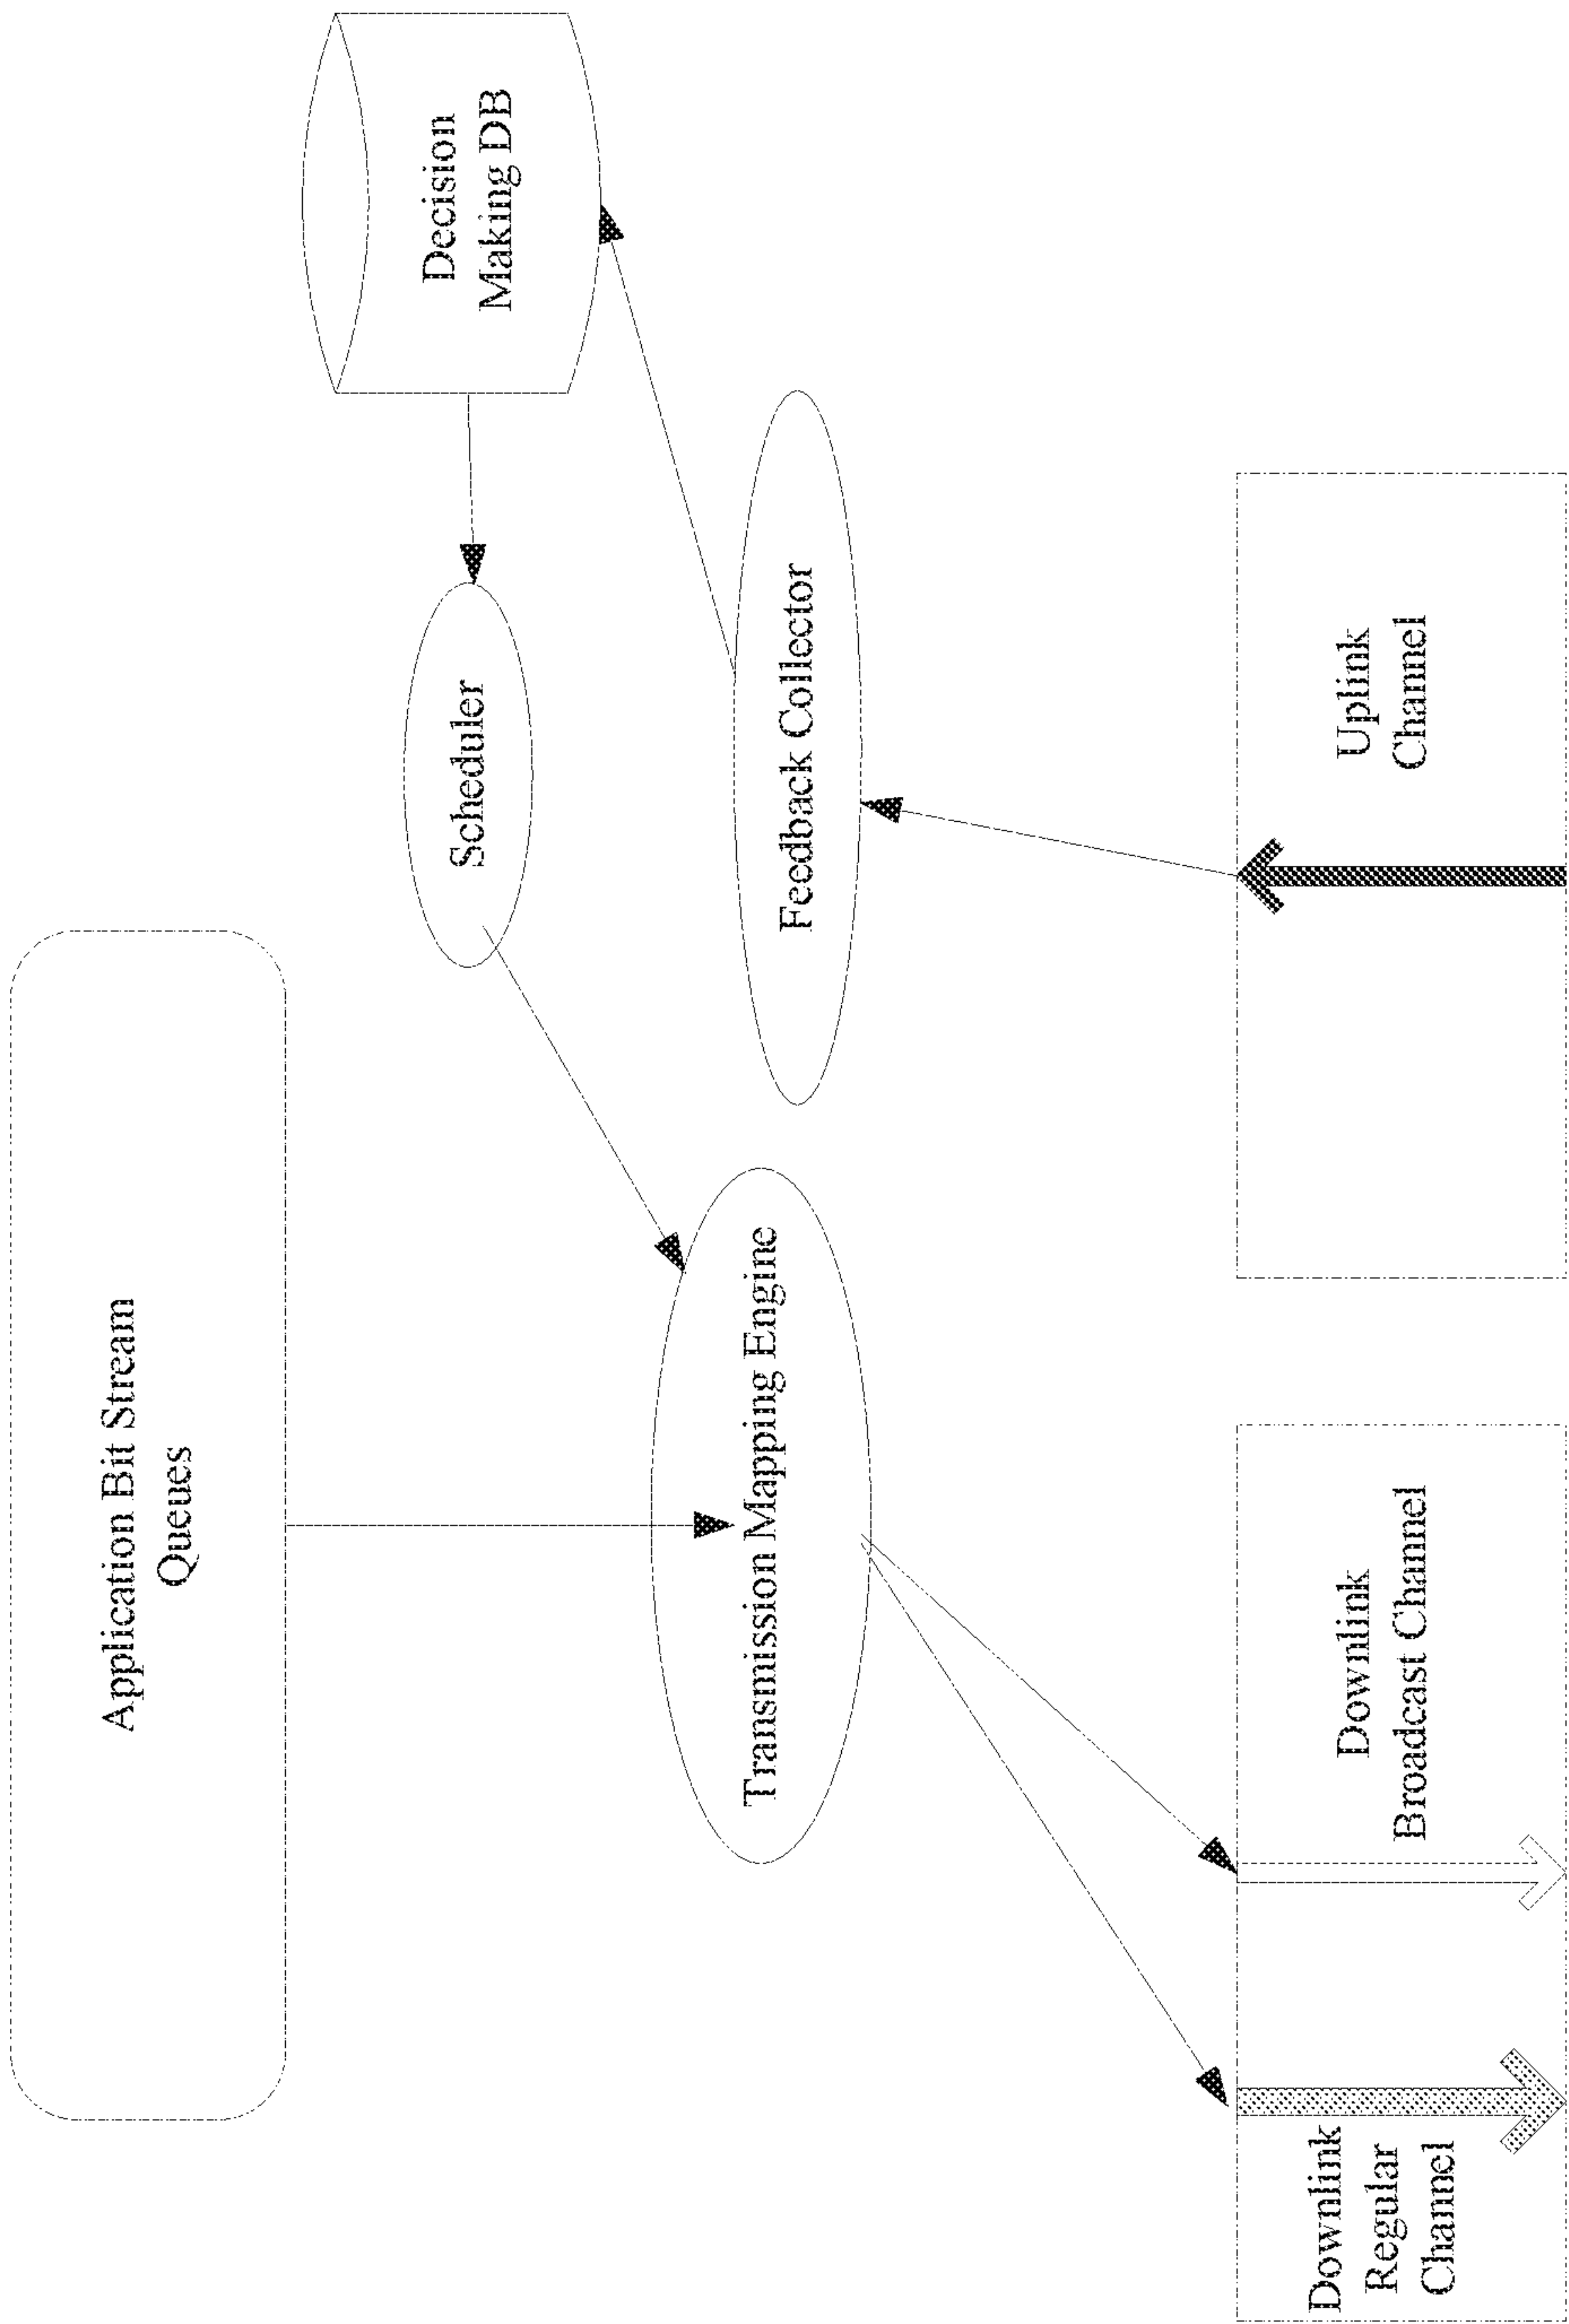 Application Bit Stream
Queues
Decision
Making DB
Scheduler
Transmission Mapping Engine
Feedback Collector
Downlink
Regular
Channel
Downlink
Broadcast Channel
Uplink
Channel